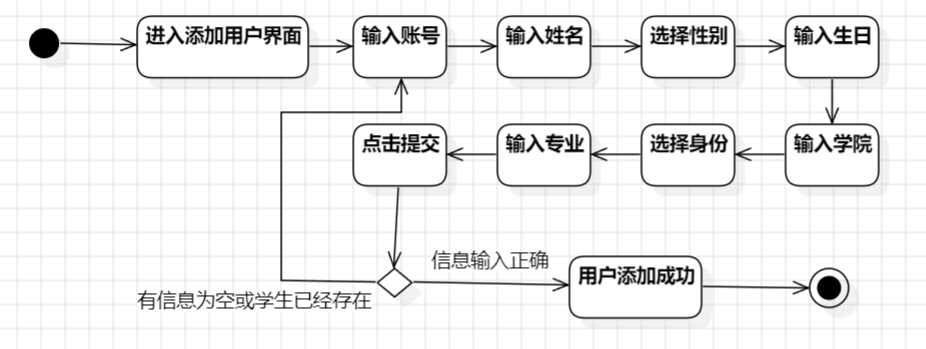 进入添加用户界面
输入账号
输入姓名
选择性别
输入生日
点击提交
输入专业
选择身份
输入学院
信息输入正确
用户添加成功
有信息为空或学生已经存在